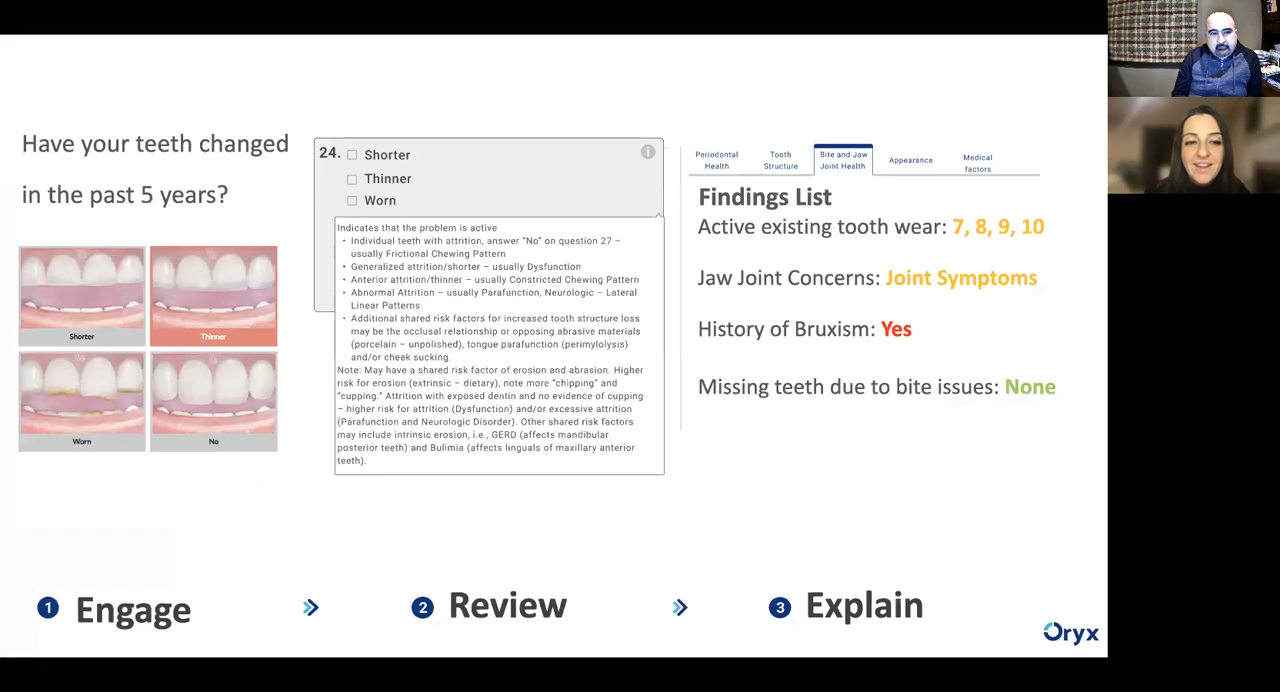 Have your teeth changed
in the past 5 years?
Shorter
Thinner
Worn
No
24.
Shorter
Thinner
Worn
i
Indicates that the problem is active
• Individual teeth with attrition, answer "No" on question 27 –
usually Frictional Chewing Pattern
• Generalized attrition/shorter – usually Dysfunction
• Anterior attrition/thinner – usually Constricted Chewing Pattern
• Abnormal Attrition – usually Parafunction, Neurologic – Lateral
Linear Patterns
• Additional shared risk factors for increased tooth structure loss
may be the occlusal relationship or opposing abrasive materials
(porcelain – unpolished), tongue parafunction (perimylolysis)
and/or cheek sucking.
Note: May have a shared risk factor of erosion and abrasion. Higher
risk for erosion (extrinsic – dietary), note more "chipping" and
"cupping." Attrition with exposed dentin and no evidence of cupping
– higher risk for attrition (Dysfunction) and/or excessive attrition
(Parafunction and Neurologic Disorder). Other shared risk factors
may include intrinsic erosion, i.e., GERD (affects mandibular
posterior teeth) and Bulimia (affects linguals of maxillary anterior
teeth).
Periodontal
Health
Tooth
Structure
Bite and Jaw
Joint Health
Appearance
Medical
factors
Findings List
Active existing tooth wear: 7, 8, 9, 10
Jaw Joint Concerns: Joint Symptoms
History of Bruxism: Yes
Missing teeth due to bite issues: None
1 Engage
2 Review
3 Explain
Oryx